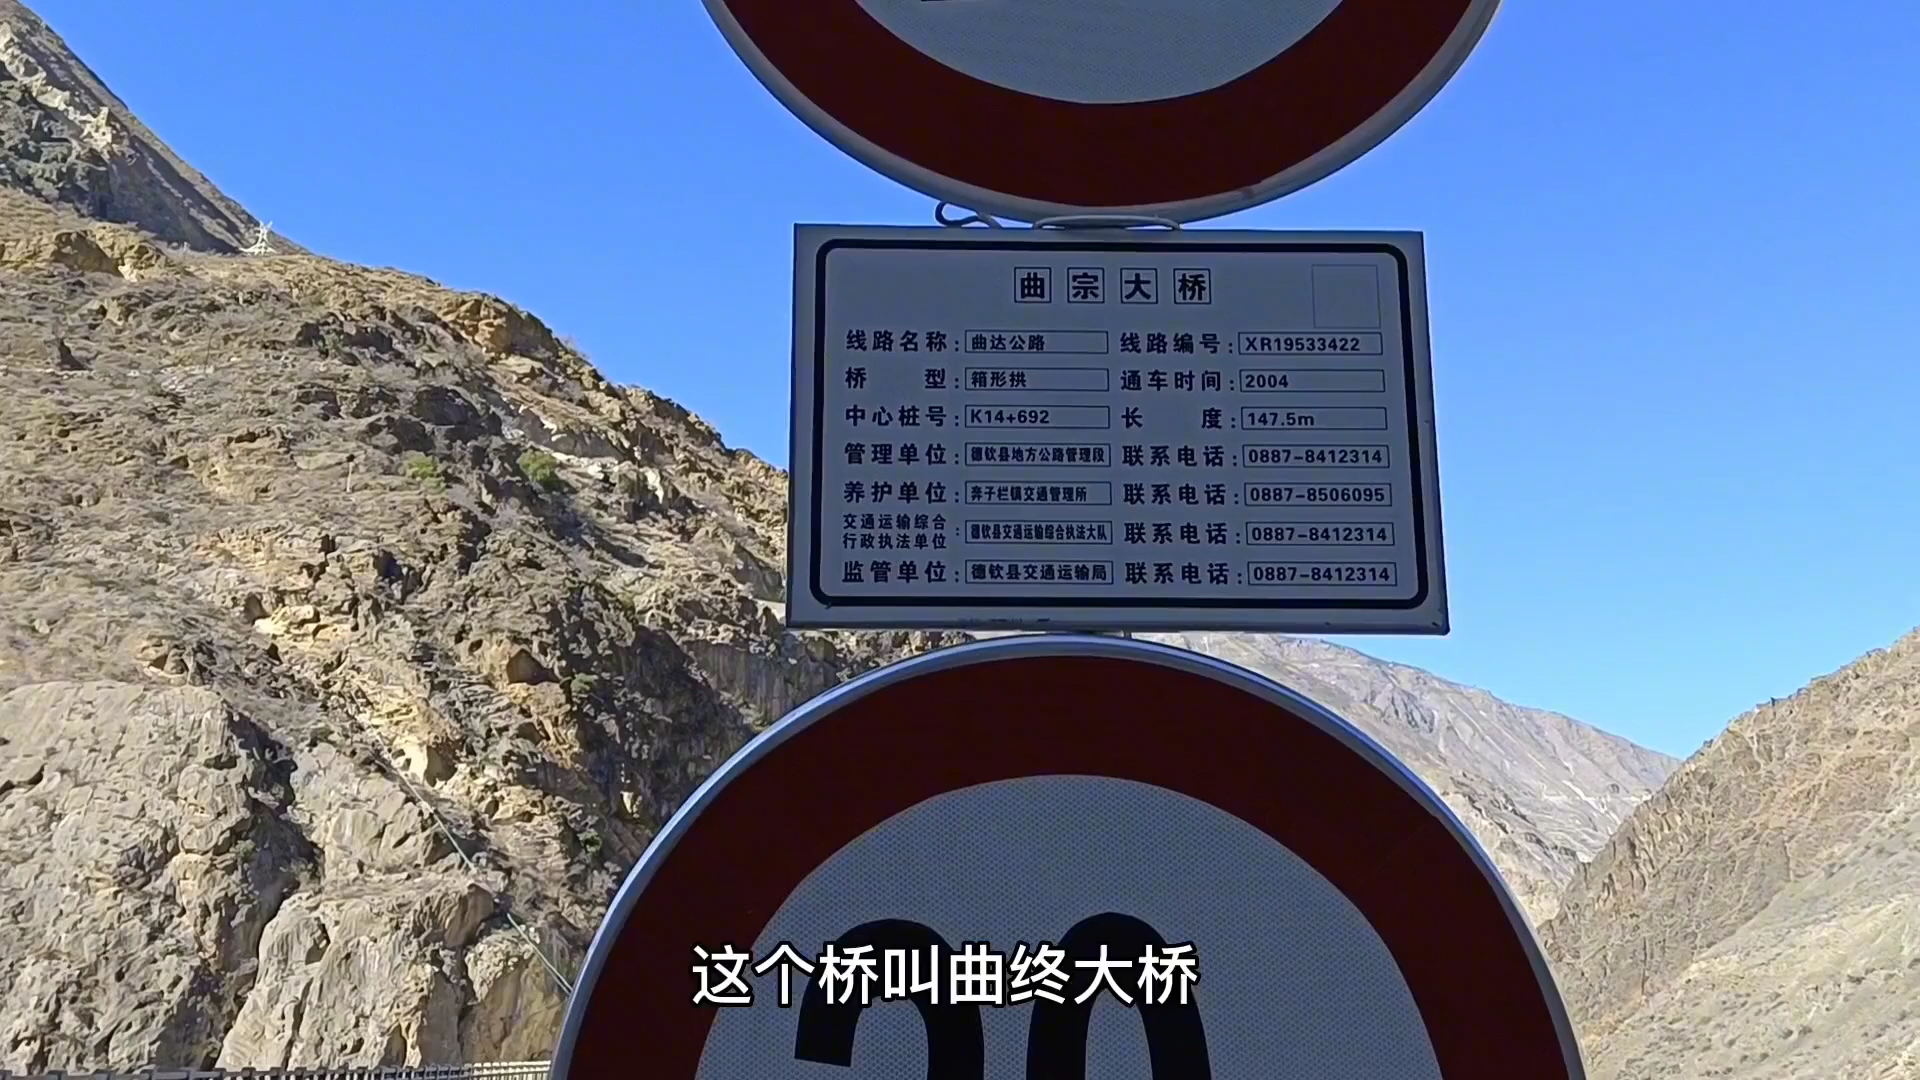 曲宗大桥
线路名称：曲达公路 线路编号：XR19533422
桥型：箱形拱 通车时间：2004
中心桩号：K14+692 长度：147.5m
管理单位：德钦县地方公路管理段 联系电话：0887-8412314
养护单位：奔子栏镇交通管理所 联系电话：0887-8506095
交通运输综合行政执法单位：德钦县交通运输综合执法大队 联系电话：0887-8412314
监管单位：德钦县交通运输局 联系电话：0887-8412314
这个桥叫曲终大桥